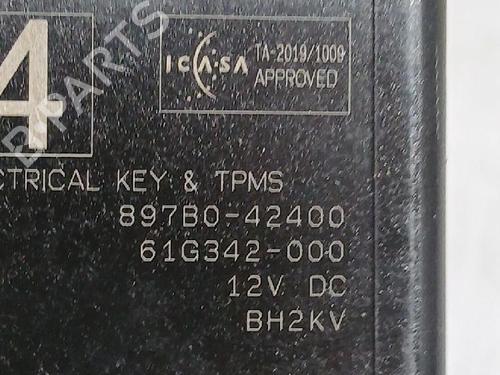 4
ICASA
TA-2019/1009
APPROVED
CTRICAL KEY & TPMS
897B0-42400
61G342-000
12V DC
BH2KV